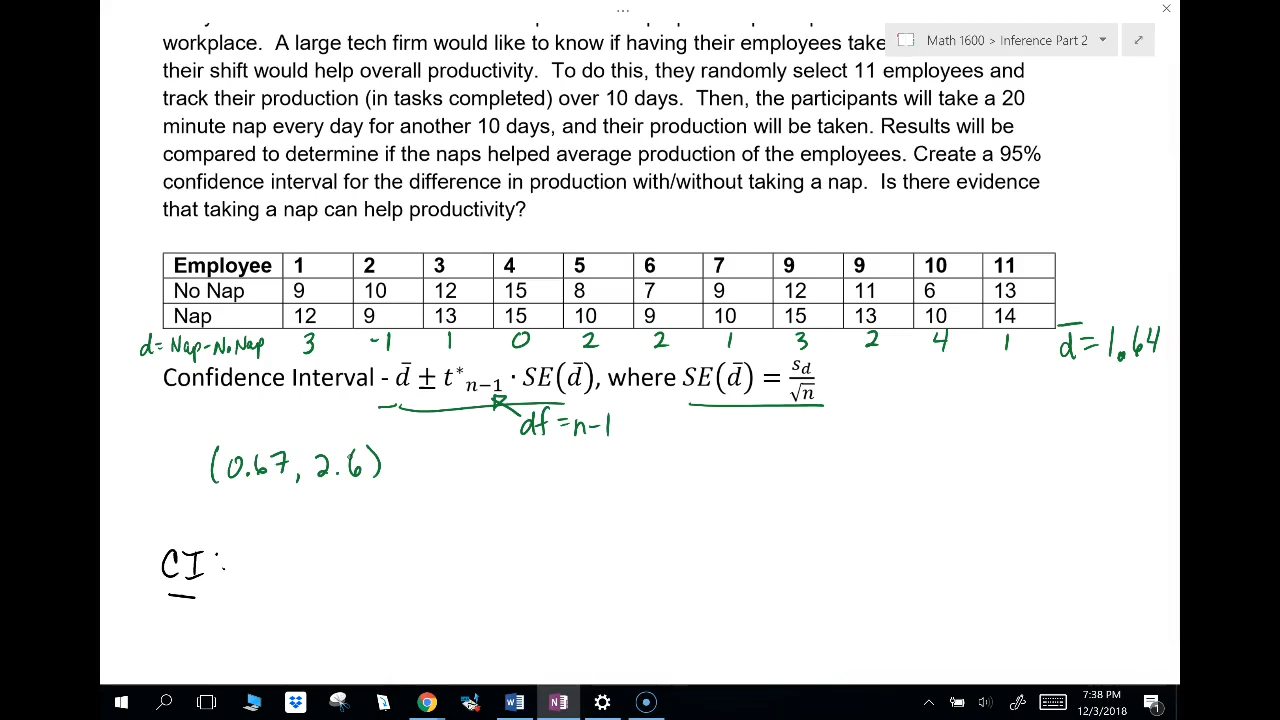 workplace. A large tech firm would like to know if having their employees take
Math 1600 > Inference Part 2
their shift would help overall productivity. To do this, they randomly select 11 employees and
track their production (in tasks completed) over 10 days. Then, the participants will take a 20
minute nap every day for another 10 days, and their production will be taken. Results will be
compared to determine if the naps helped average production of the employees. Create a 95%
confidence interval for the difference in production with/without taking a nap. Is there evidence
that taking a nap can help productivity?
Employee 1 2 3 4 5 6 7 9 9 10 11
No Nap 9 10 12 15 8 7 9 12 11 6 13
Nap 12 9 13 15 10 9 10 15 13 10 14
d = Nap - No Nap 3 -1 1 0 2 2 1 3 2 4 1 d̄ = 1.64
Confidence Interval - d̄ ± t*ₙ₋₁ · SE(d̄), where SE(d̄) = s_d/√n
df = n-1
(0.67, 2.6)
CI:
7:38 PM
12/3/2018